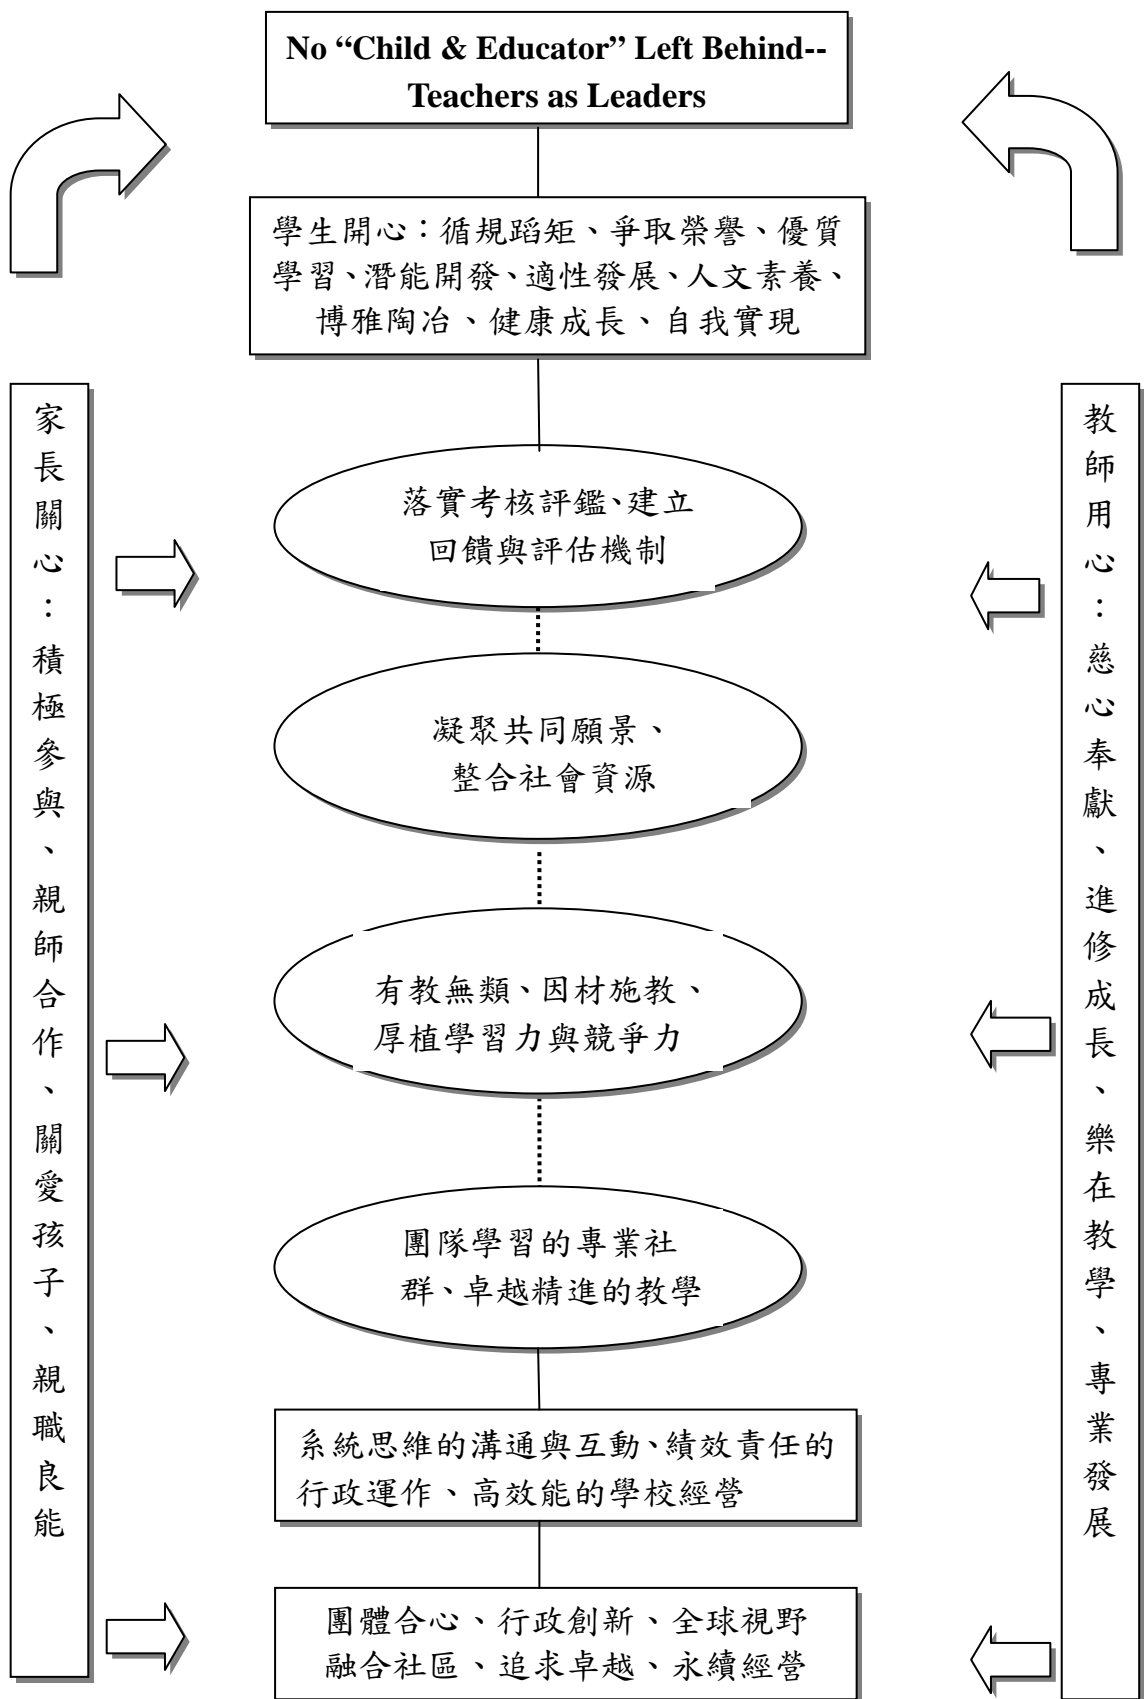 No “Child & Educator” Left Behind--
Teachers as Leaders
學生開心：循規蹈矩、爭取榮譽、優質
學習、潛能開發、適性發展、人文素養、
博雅陶冶、健康成長、自我實現
家長關心：積極參與、親師合作、關愛孩子、親職良能
落實考核評鑑、建立
回饋與評估機制
凝聚共同願景、
整合社會資源
有教無類、因材施教、
厚植學習力與競爭力
團隊學習的專業社
群、卓越精進的教學
系統思維的溝通與互動、績效責任的
行政運作、高效能的學校經營
團體合心、行政創新、全球視野
融合社區、追求卓越、永續經營
教師用心：慈心奉獻、進修成長、樂在教學、專業發展